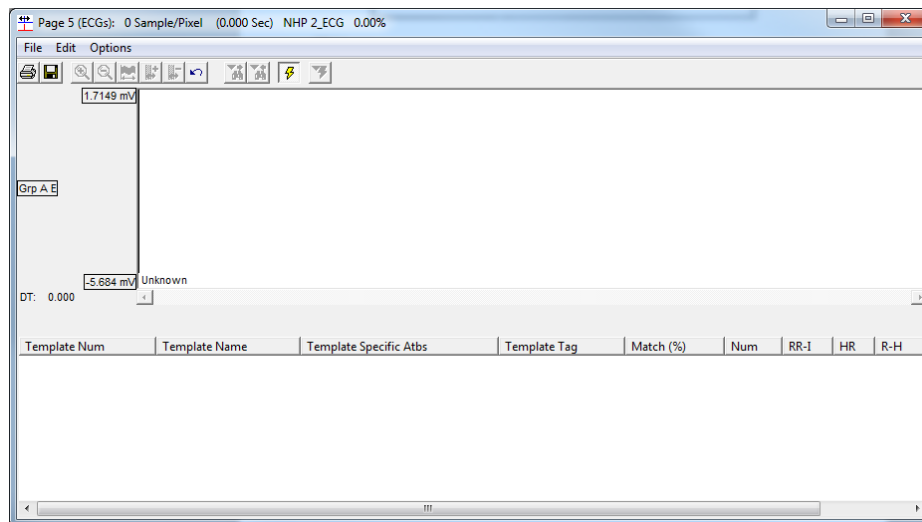 Page 5 (ECGs): 0 Sample/Pixel (0.000 Sec) NHP 2_ECG 0.00%
File Edit Options
1.7149 mV
Grp A E
-5.684 mV Unknown
DT: 0.000
Template Num Template Name Template Specific Atbs Template Tag Match (%) Num RR-I HR R-H